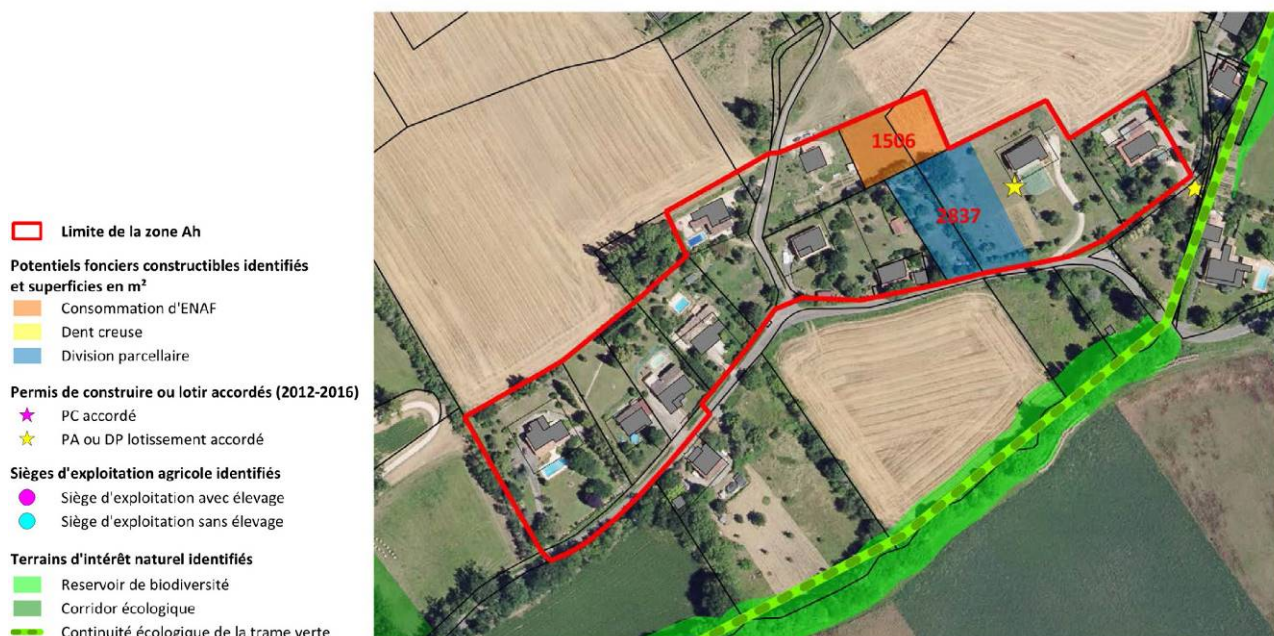 Limite de la zone Ah
Potentiels fonciers constructibles identifiés
et superficies en m²
Consommation d'ENAF
Dent creuse
Division parcellaire
Permis de construire ou lotir accordés (2012-2016)
PC accordé
PA ou DP lotissement accordé
Sièges d'exploitation agricole identifiés
Siège d'exploitation avec élevage
Siège d'exploitation sans élevage
Terrains d'intérêt naturel identifiés
Reservoir de biodiversité
Corridor écologique
Continuité écologique de la trame verte
1506
2837